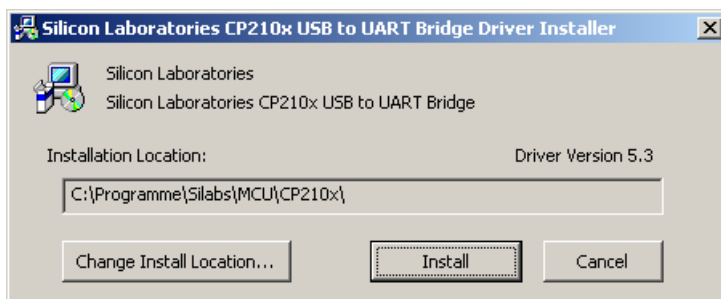 Silicon Laboratories CP210x USB to UART Bridge Driver Installer
Silicon Laboratories
Silicon Laboratories CP210x USB to UART Bridge
Installation Location:
Driver Version 5.3
C:\Programme\Silabs\MCU\CP210x\
Change Install Location...
Install
Cancel